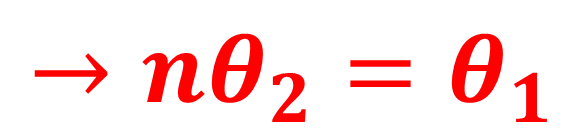 → nθ₂ = θ₁